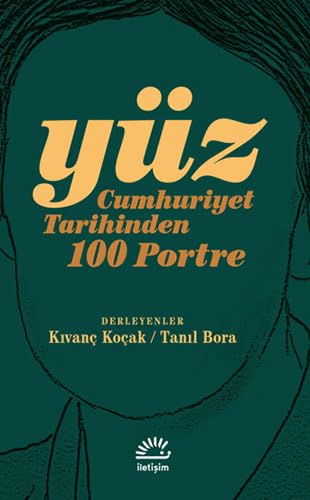 yüz
Cumhuriyet
Tarihinden
100 Portre
DERLEYENLER
Kıvanç Koçak / Tanıl Bora
iletişim